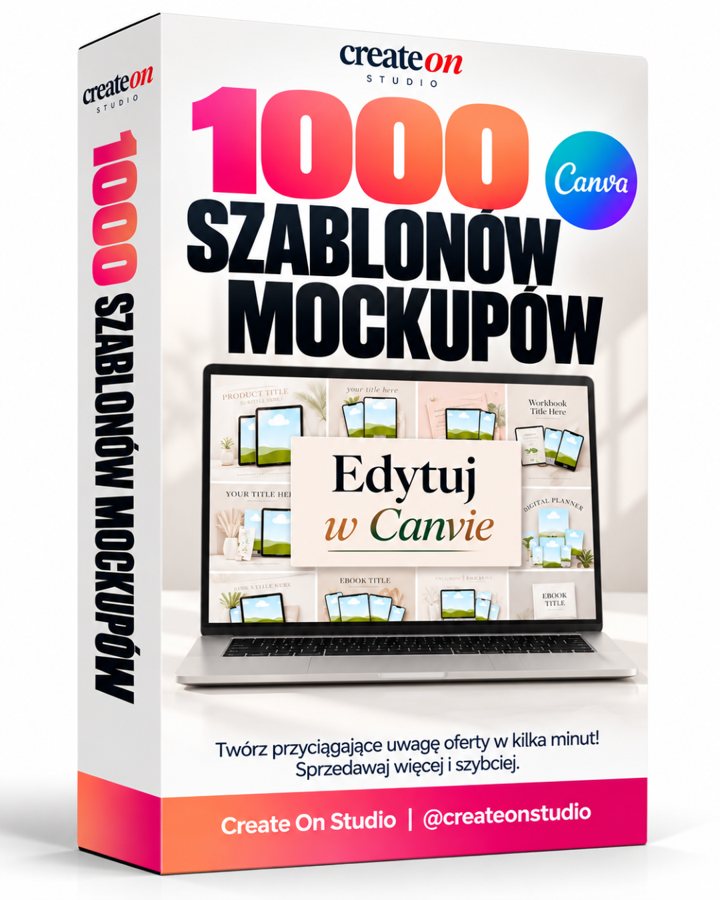 createon
STUDIO
1000 SZABLONÓW MOCKUPÓW
createon
STUDIO
1000
Canva
SZABLONÓW
MOCKUPÓW
PRODUCT TITLE
your title here
Workbook
Title Here
Edytuj
w Canvie
YOUR TITLE HE
DIGITAL PLANNER
EBOOK TITLE
EBOOK
TITLE
Twórz przyciągające uwagę oferty w kilka minut!
Sprzedawaj więcej i szybciej.
Create On Studio | @createonstudio